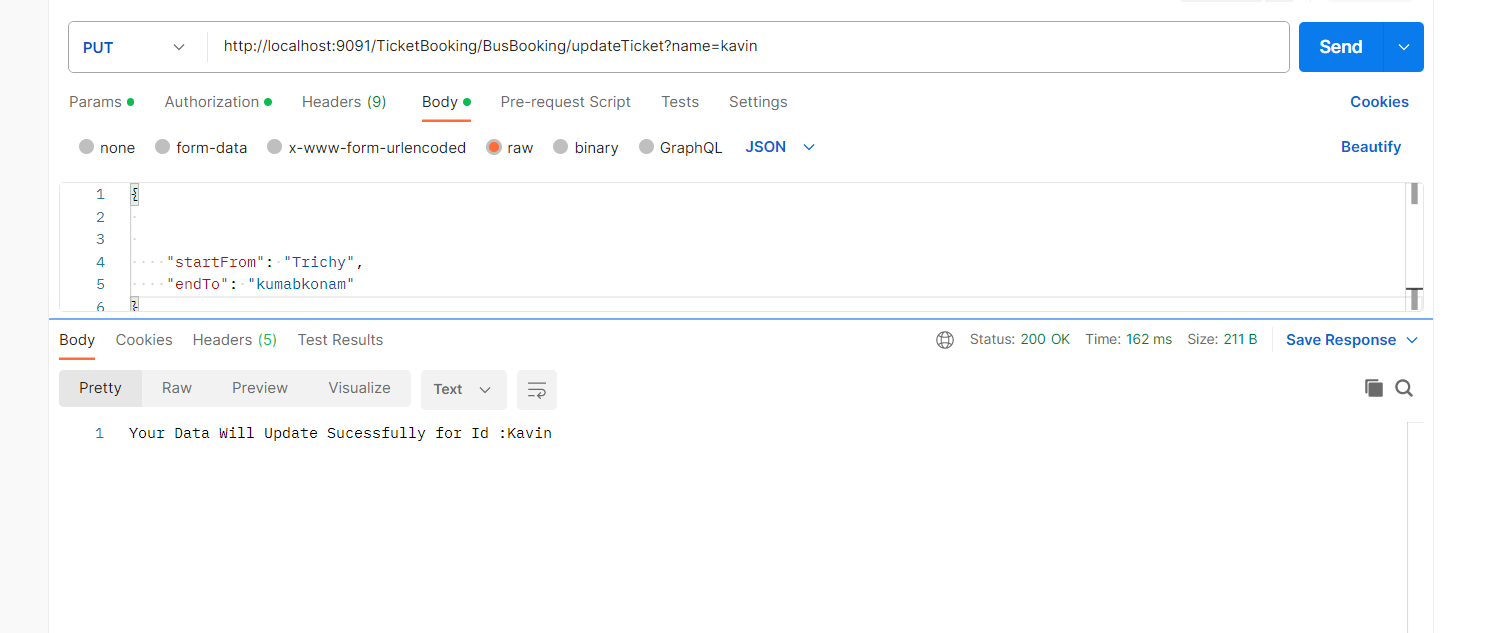 PUT http://localhost:9091/TicketBooking/BusBooking/updateTicket?name=kavin Send
Params Authorization Headers (9) Body Pre-request Script Tests Settings Cookies
none form-data x-www-form-urlencoded raw binary GraphQL JSON Beautify
1 {
2
3
4 "startFrom": "Trichy",
5 "endTo": "kumabkonam"
6 }
Body Cookies Headers (5) Test Results Status: 200 OK Time: 162 ms Size: 211 B Save Response
Pretty Raw Preview Visualize Text
1 Your Data Will Update Sucessfully for Id :Kavin